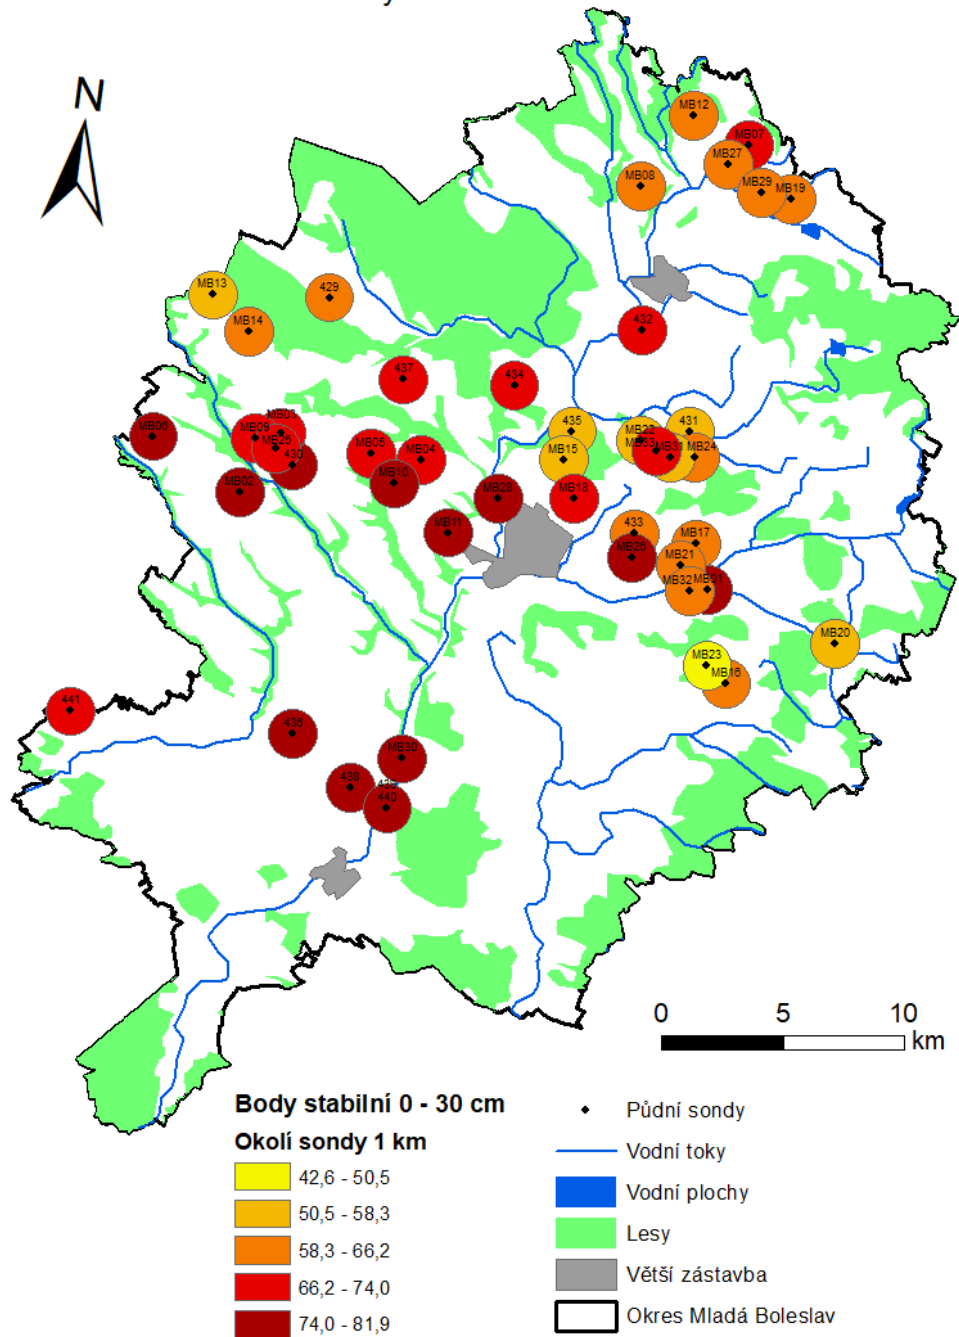 N
MB12
MB07
MB27
MB08
MB29
MB19
MB13
429
MB14
432
437
434
MB06
MB03
MB09
MB25
430
MB02
MB05
MB04
MB10
435
MB15
MB22
431
MB33
MB31
MB24
MB28
MB18
MB11
433
MB26
MB17
MB21
MB32
MB01
MB20
MB23
MB16
441
436
MB30
438
439
440
0 5 10
km
Body stabilní 0 - 30 cm
Okolí sondy 1 km
42,6 - 50,5
50,5 - 58,3
58,3 - 66,2
66,2 - 74,0
74,0 - 81,9
Půdní sondy
Vodní toky
Vodní plochy
Lesy
Větší zástavba
Okres Mladá Boleslav